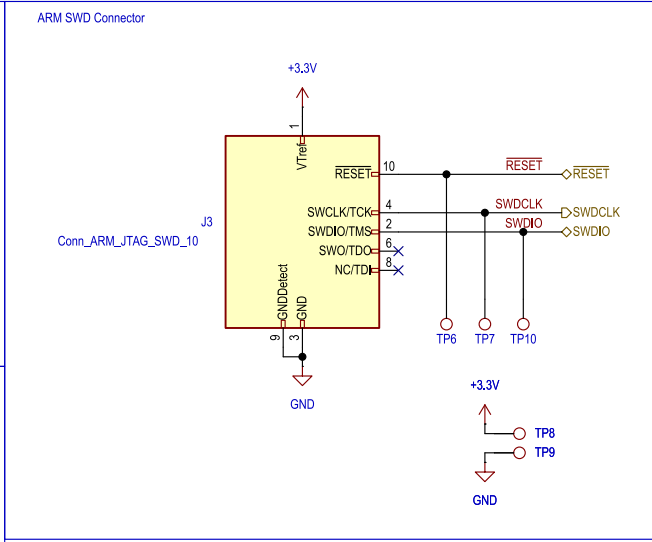 ARM SWD Connector
+3.3V
1
VTref
RESET
10
RESET
RESET
J3
SWCLK/TCK
4
SWDCLK
SWDCLK
Conn_ARM_JTAG_SWD_10
SWDIO/TMS
2
SWDIO
SWDIO
SWO/TDO
6
NC/TDI
8
GNDDetect
GND
9
3
TP6
TP7
TP10
GND
+3.3V
TP8
TP9
GND